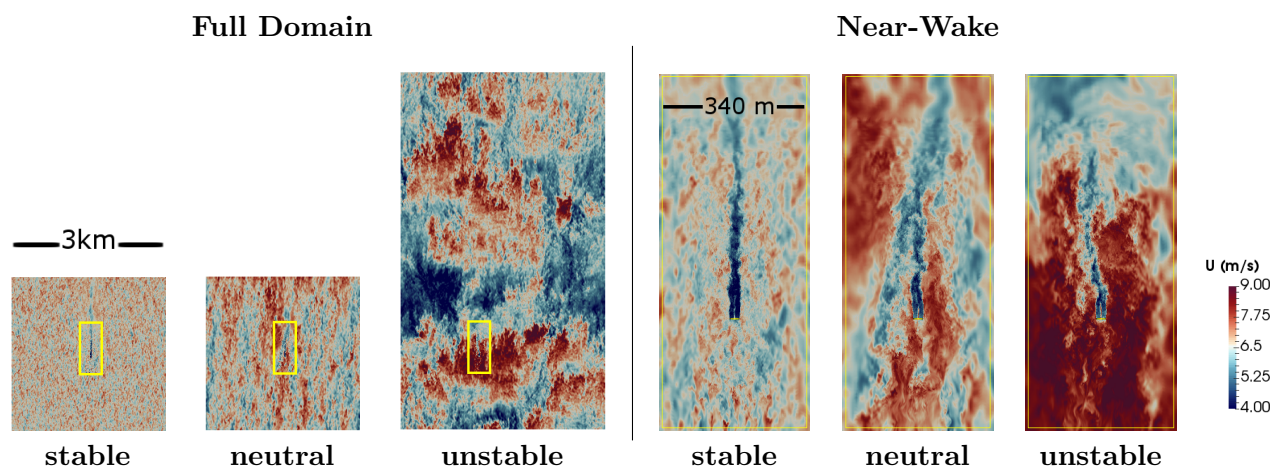 Full Domain
Near-Wake
3km
340 m
U (m/s)
9.00
7.75
6.5
5.25
4.00
stable
neutral
unstable
stable
neutral
unstable